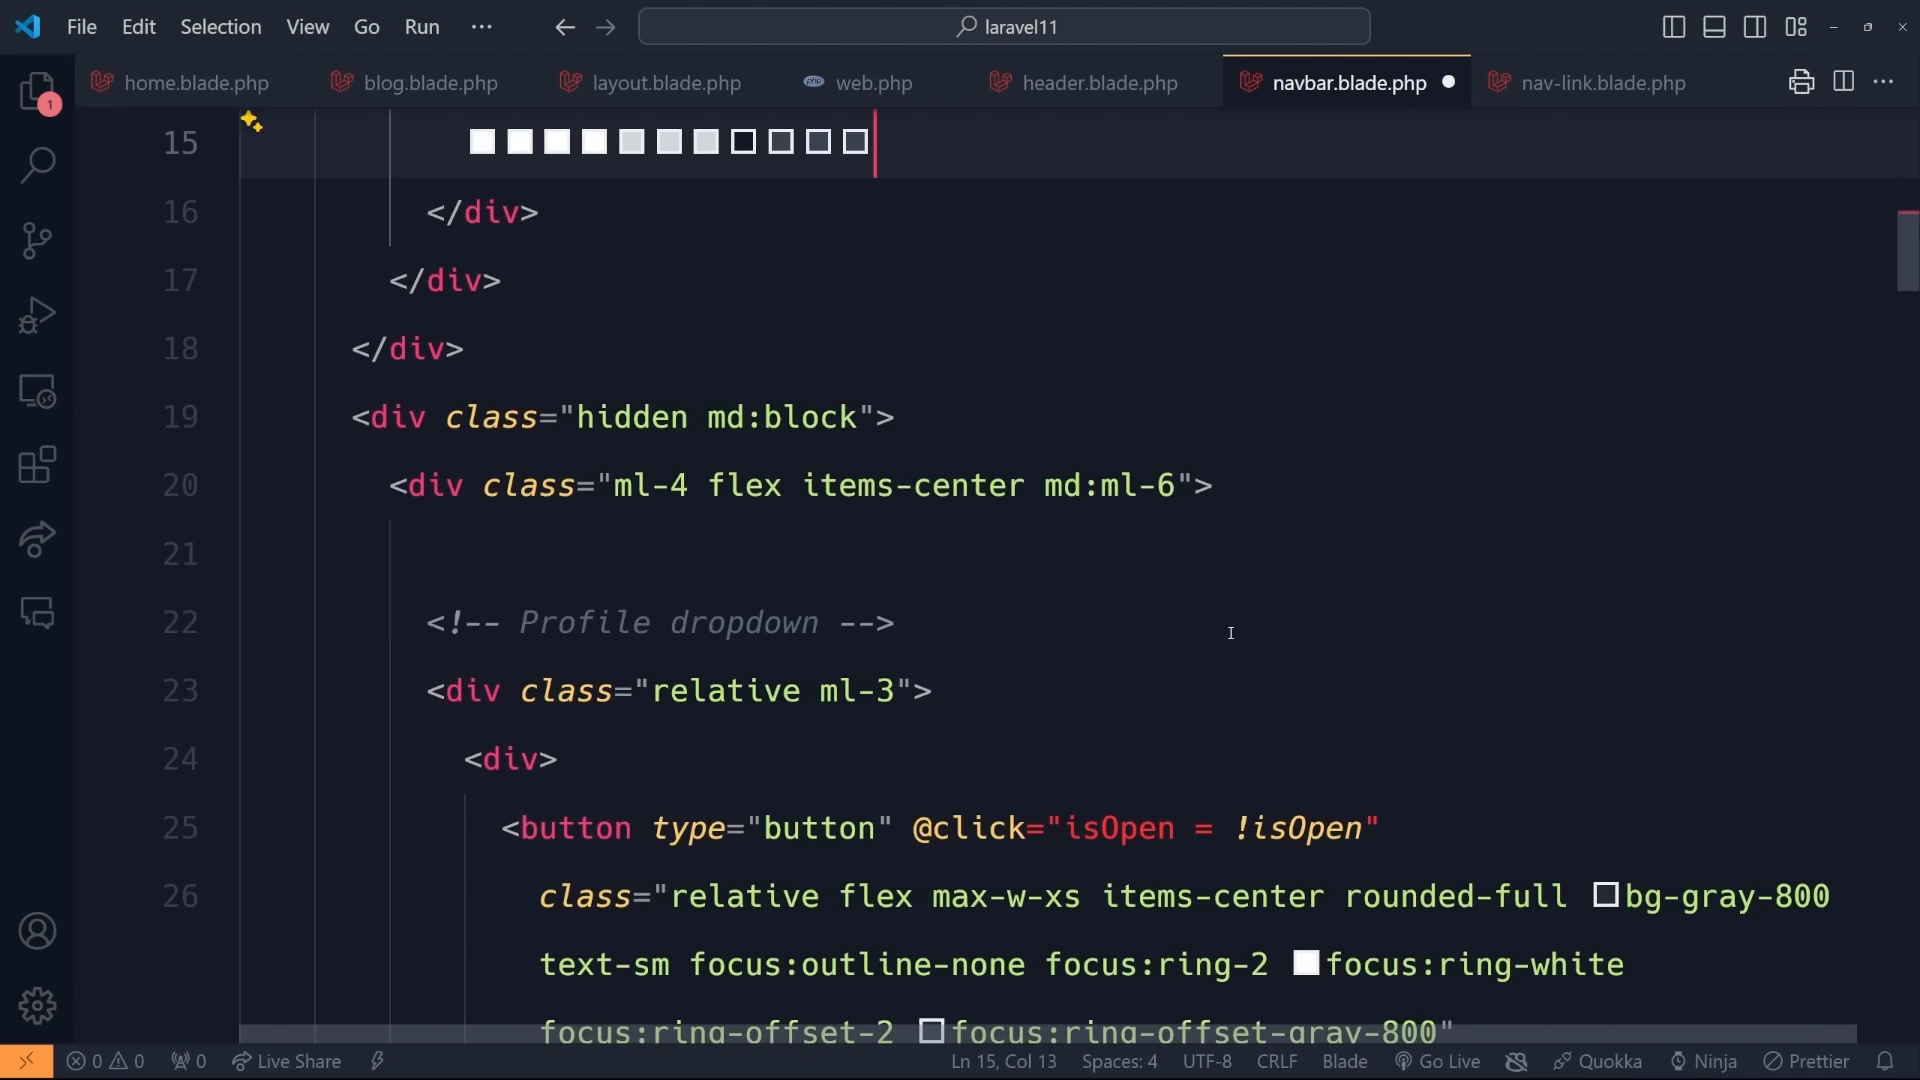 File Edit Selection View Go Run ··· laravel11
home.blade.php blog.blade.php layout.blade.php php web.php header.blade.php navbar.blade.php nav-link.blade.php
1
15
16 </div>
17 </div>
18 </div>
19 <div class="hidden md:block">
20 <div class="ml-4 flex items-center md:ml-6">
21
22 <!-- Profile dropdown -->
23 <div class="relative ml-3">
24 <div>
25 <button type="button" @click="isOpen = !isOpen"
26 class="relative flex max-w-xs items-center rounded-full bg-gray-800
text-sm focus:outline-none focus:ring-2 focus:ring-white
focus:ring-offset-2 focus:ring-offset-gray-800"
0 0 0 Live Share Ln 15, Col 13 Spaces: 4 UTF-8 CRLF Blade Go Live Quokka Ninja Prettier